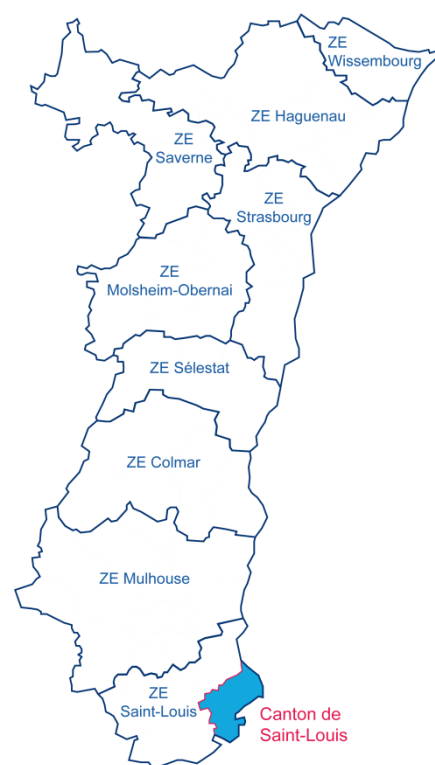 ZE
Wissembourg
ZE Haguenau
ZE
Saverne
ZE
Strasbourg
ZE
Molsheim-Obernai
ZE Sélestat
ZE Colmar
ZE Mulhouse
ZE
Saint-Louis
Canton de
Saint-Louis